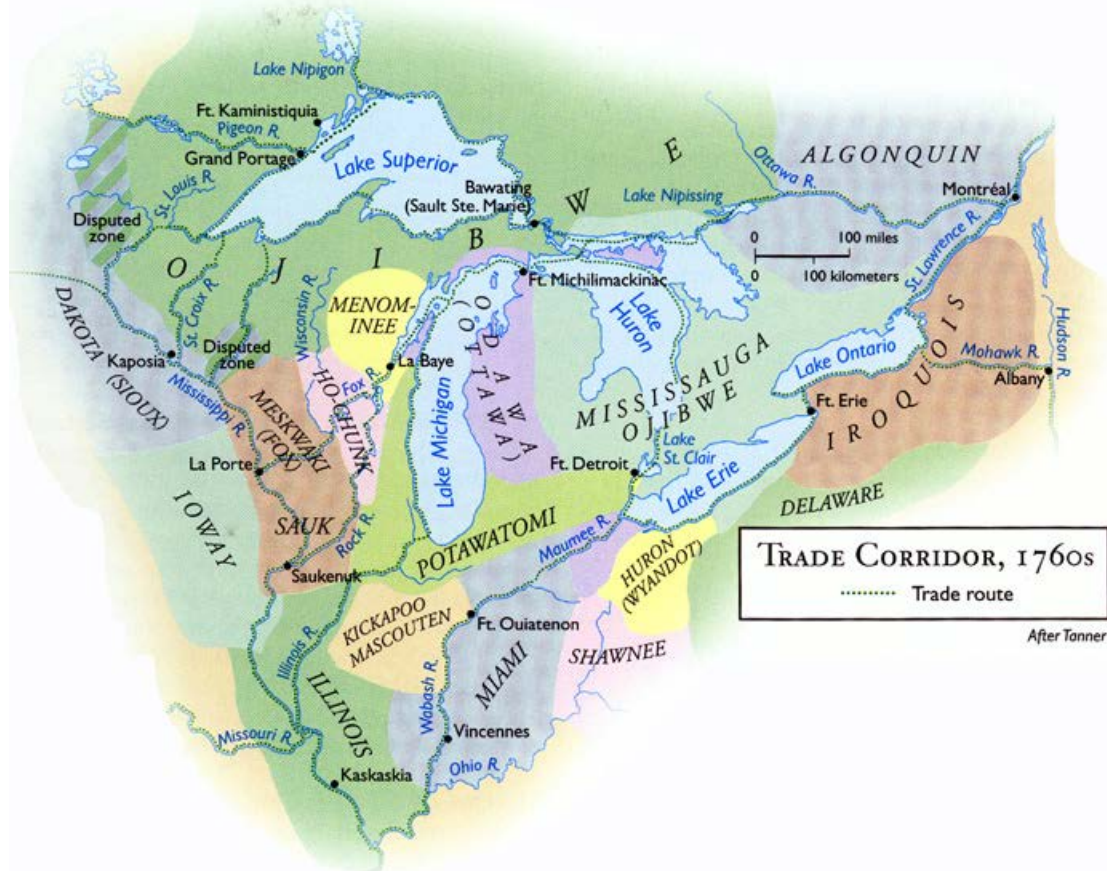 Lake Nipigon
Ft. Kaministiquia
Pigeon R.
Grand Portage
Lake Superior
St. Louis R.
Disputed
zone
Bawating
(Sault Ste. Marie)
Lake Nipissing
Ottawa R.
ALGONQUIN
Montréal
St. Lawrence R.
0 100 miles
0 100 kilometers
OJIBWE
St. Croix R.
Wisconsin R.
MENOM-
INEE
Ft. Michilimackinac
Lake
Huron
DAKOTA
(SIOUX)
Kaposia
Disputed
zone
Mississippi R.
La Baye
Fox R.
HO-CHUNK
MESKWAKI
(FOX)
Lake Michigan
ODAWA
(OTTAWA)
MISSISSAUGA
OJIBWE
Lake Ontario
IROQUOIS
Mohawk R.
Hudson R.
Albany
Ft. Erie
Lake
St. Clair
Ft. Detroit
Lake Erie
La Porte
IOWAY
SAUK
Rock R.
Saukenuk
POTAWATOMI
Maumee R.
DELAWARE
HURON
(WYANDOT)
KICKAPOO
MASCOUTEN
Ft. Ouiatenon
MIAMI
SHAWNEE
Illinois R.
ILLINOIS
Wabash R.
Missouri R.
Vincennes
Kaskaskia
Ohio R.
TRADE CORRIDOR, 1760s
Trade route
After Tanner